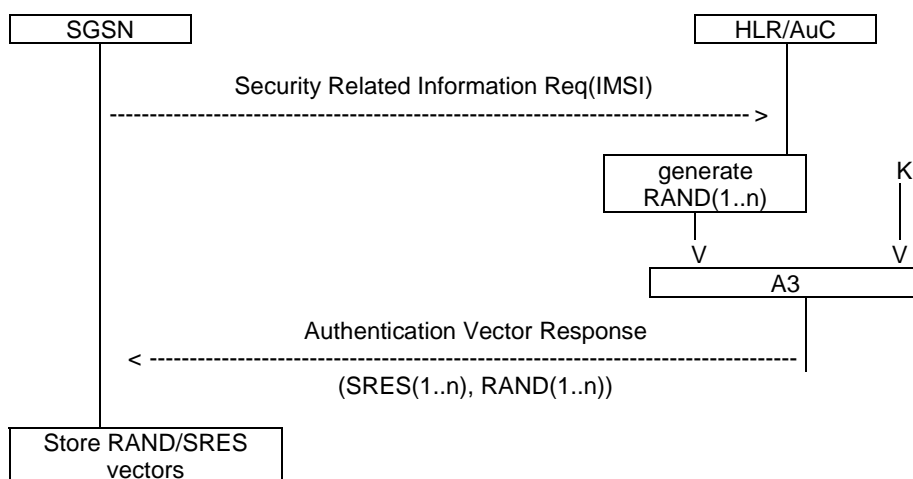 SGSN
HLR/AuC
Security Related Information Req(IMSI)
---------------------------------------------------------------------------- >
generate
RAND(1..n)
K
V
V
A3
Authentication Vector Response
< ----------------------------------------------------------------------------
(SRES(1..n), RAND(1..n))
Store RAND/SRES
vectors